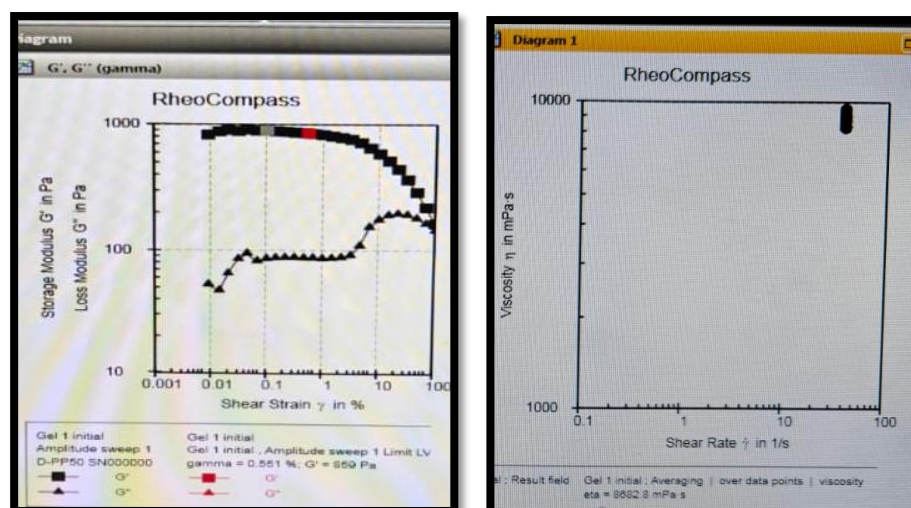 iagram
G', G'' (gamma)
RheoCompass
1000
100
10
Storage Modulus G' in Pa
Loss Modulus G'' in Pa
0.001 0.01 0.1 1 10 100
Shear Strain γ in %
Gel 1 initial
Amplitude sweep 1
D-PP50 SN000000
G'
G''
Gel 1 initial
Gel 1 initial , Amplitude sweep 1 Limit LV
gamma = 0.551 %; G' = 859 Pa
G'
G''
Diagram 1
RheoCompass
10000
1000
Viscosity η in mPa·s
0.1 1 10 100
Shear Rate γ̇ in 1/s
al ; Result field
Gel 1 initial ; Averaging | over data points | viscosity
eta = 8682.8 mPa·s